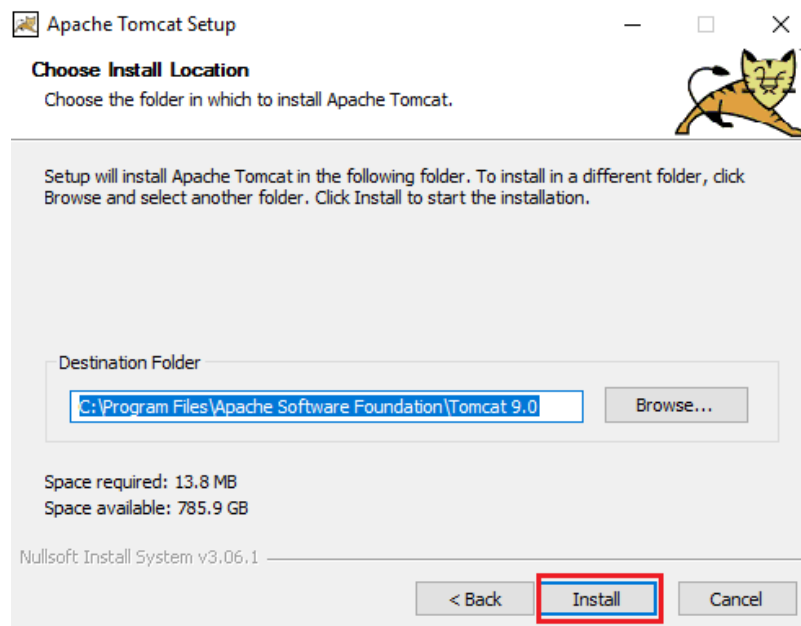 Apache Tomcat Setup
Choose Install Location
Choose the folder in which to install Apache Tomcat.
Setup will install Apache Tomcat in the following folder. To install in a different folder, click
Browse and select another folder. Click Install to start the installation.
Destination Folder
C:\Program Files\Apache Software Foundation\Tomcat 9.0
Browse...
Space required: 13.8 MB
Space available: 785.9 GB
Nullsoft Install System v3.06.1
< Back
Install
Cancel